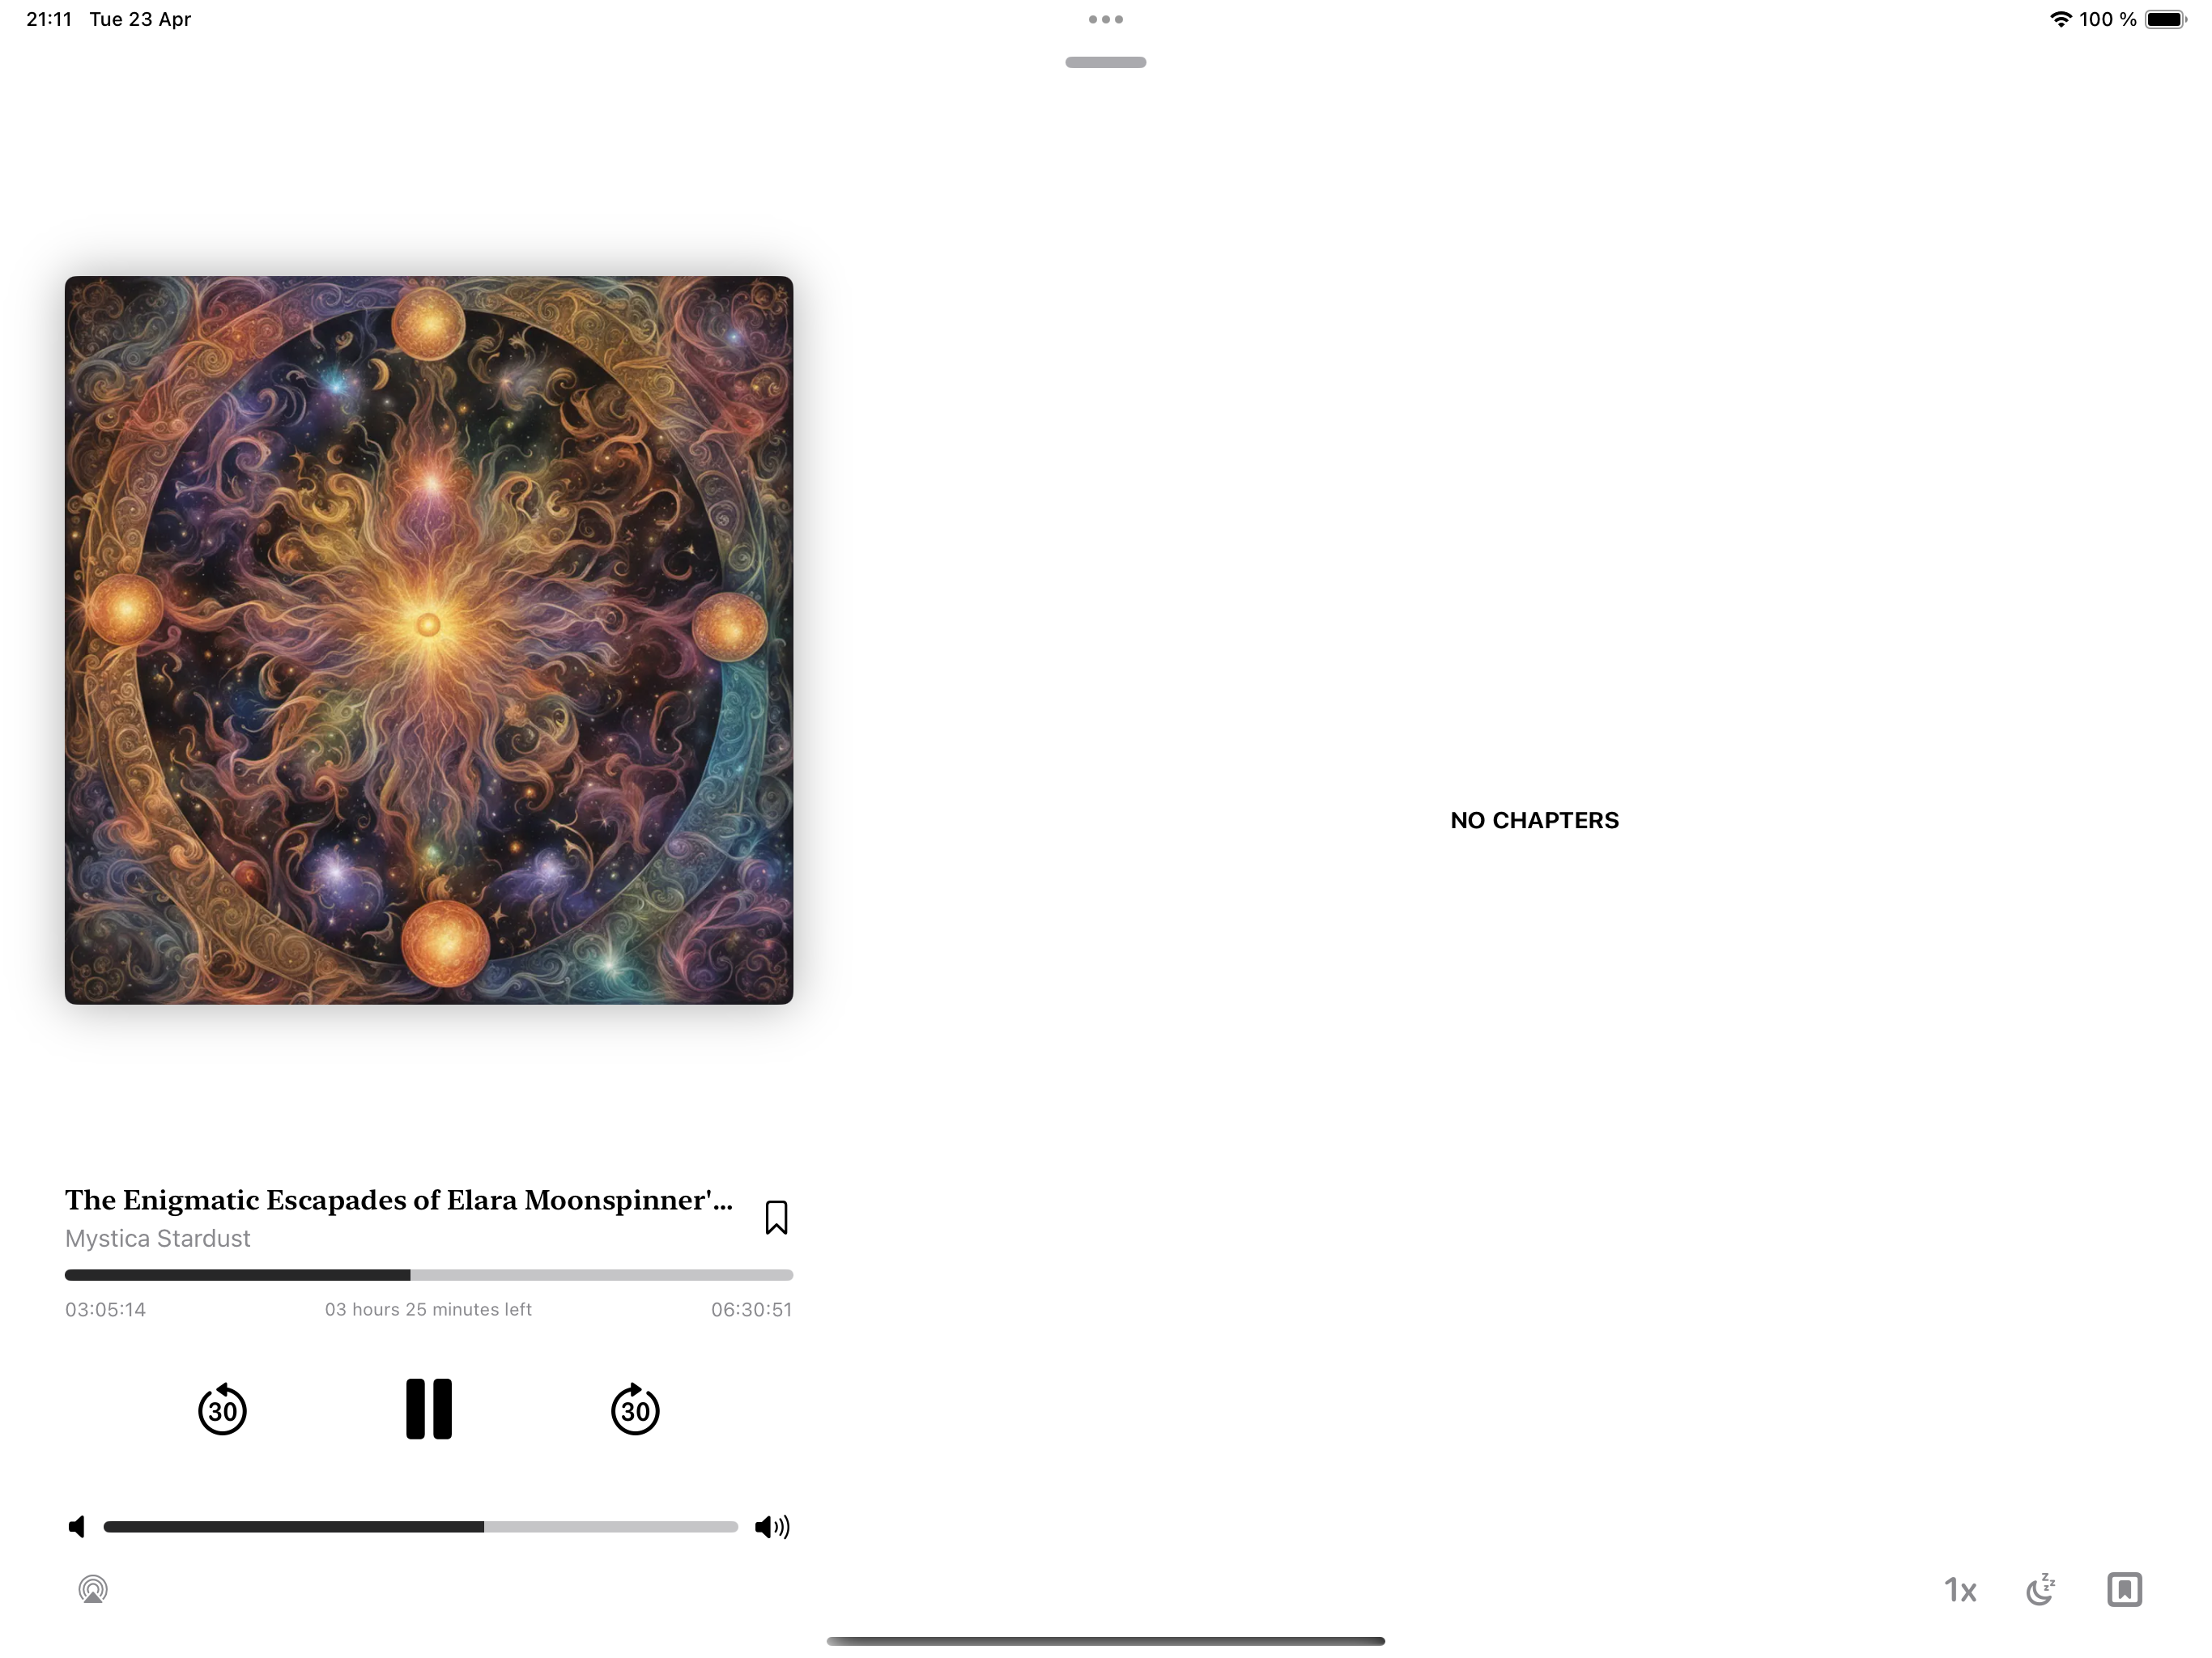 21:11 Tue 23 Apr
100 %
The Enigmatic Escapades of Elara Moonspinner'...
Mystica Stardust
03:05:14 03 hours 25 minutes left 06:30:51
30 30
NO CHAPTERS
1x zzz